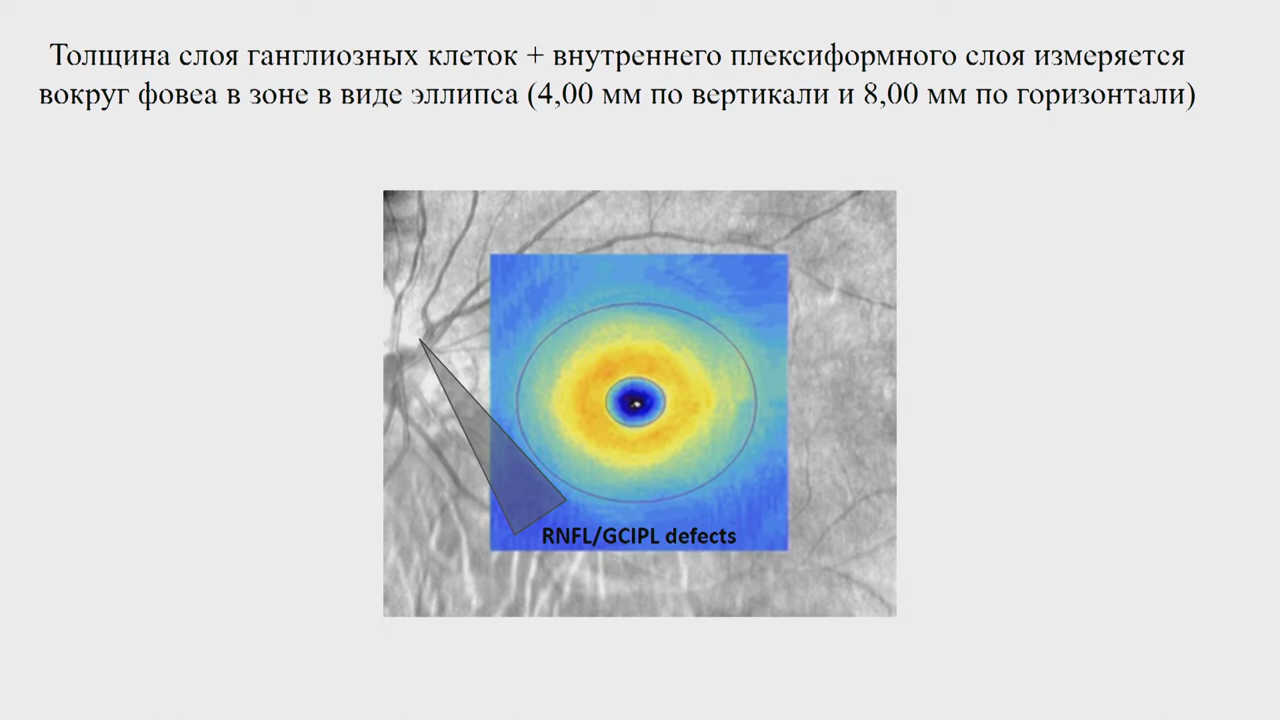 Толщина слоя ганглиозных клеток + внутреннего плексиформного слоя измеряется
вокруг фовеа в зоне в виде эллипса (4,00 мм по вертикали и 8,00 мм по горизонтали)
RNFL/GCIPL defects